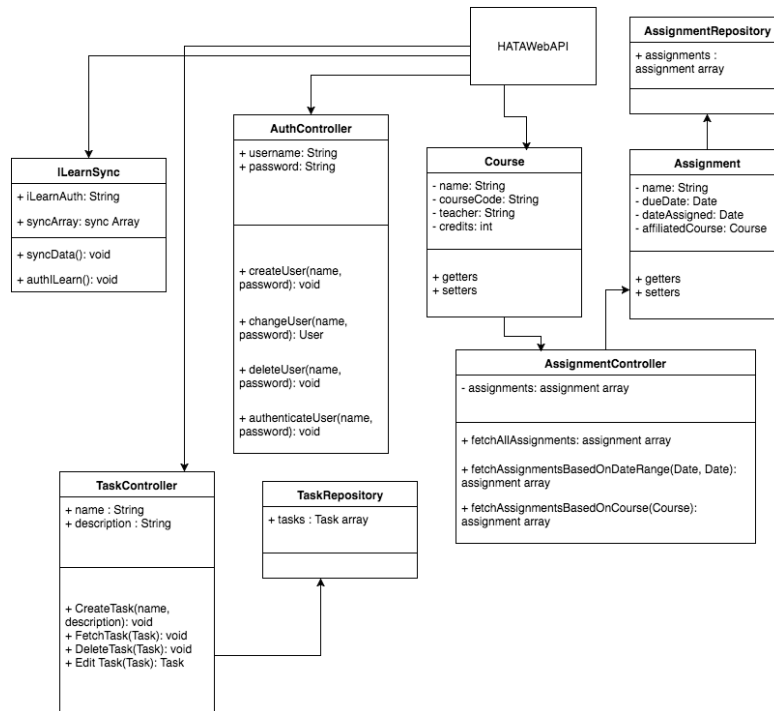 HATAWebAPI
AssignmentRepository
+ assignments :
assignment array
AuthController
+ username: String
+ password: String
+ createUser(name,
password): void
+ changeUser(name,
password): User
+ deleteUser(name,
password): void
+ authenticateUser(name,
password): void
ILearnSync
+ iLearnAuth: String
+ syncArray: sync Array
+ syncData(): void
+ authILearn(): void
Course
- name: String
- courseCode: String
- teacher: String
- credits: int
+ getters
+ setters
Assignment
- name: String
- dueDate: Date
- dateAssigned: Date
- affiliatedCourse: Course
+ getters
+ setters
AssignmentController
- assignments: assignment array
+ fetchAllAssignments: assignment array
+ fetchAssignmentsBasedOnDateRange(Date, Date):
assignment array
+ fetchAssignmentsBasedOnCourse(Course):
assignment array
TaskController
+ name : String
+ description : String
+ CreateTask(name,
description): void
+ FetchTask(Task): void
+ DeleteTask(Task): void
+ Edit Task(Task): Task
TaskRepository
+ tasks : Task array